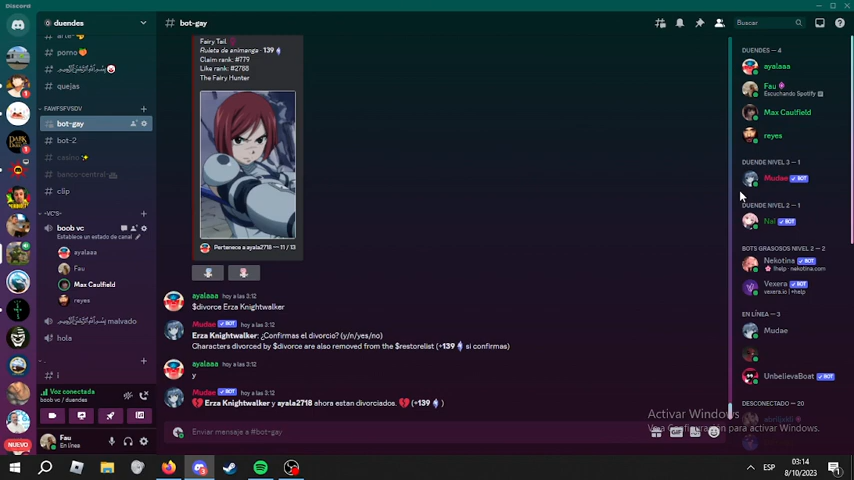 Discord
duendes
# pomo🍑
# quejas
FAWFSFVSDV
# bot-gay
# bot-2
# casino ✨
# banco-central
# clip
-VC'S-
boob vc
Establece un estado de canal
ayalaaa
Fau
Max Caulfield
reyes
﷽ malvado
hola
.
# i
Voz conectada
boob vc / duendes
NUEVO
Fau
En línea
# bot-gay
Fairy Tail
Ruleta de animanga · 139
Claim rank: #779
Like rank: #2788
The Fairy Hunter
Pertenece a ayala2718 — 11 / 13
ayalaaa hoy a las 3:12
$divorce Erza Knightwalker
Mudae BOT hoy a las 3:12
Erza Knightwalker: ¿Confirmas el divorcio? (y/n/yes/no)
Characters divorced by $divorce are also removed from the $restorelist (+139 si confirmas)
ayalaaa hoy a las 3:12
y
Mudae BOT hoy a las 3:12
💔 Erza Knightwalker y ayala2718 ahora estan divorciados. 💔 (+139 )
Enviar mensaje a #bot-gay
GIF
Buscar
DUENDES — 4
ayalaaa
Fau
Escuchando Spotify
Max Caulfield
reyes
DUENDE NIVEL 3 — 1
Mudae BOT
DUENDE NIVEL 2 — 1
Nai BOT
BOTS GRASOSOS NIVEL 2 — 2
Nekotina BOT
!help · nekotina.com
Vexera BOT
vexera.io | +help
EN LÍNEA — 3
Mudae
UnbelievaBoat BOT
DESCONECTADO — 20
Activar Windows
Ve a Configuración para activar Windows.
ESP
03:14
8/10/2023